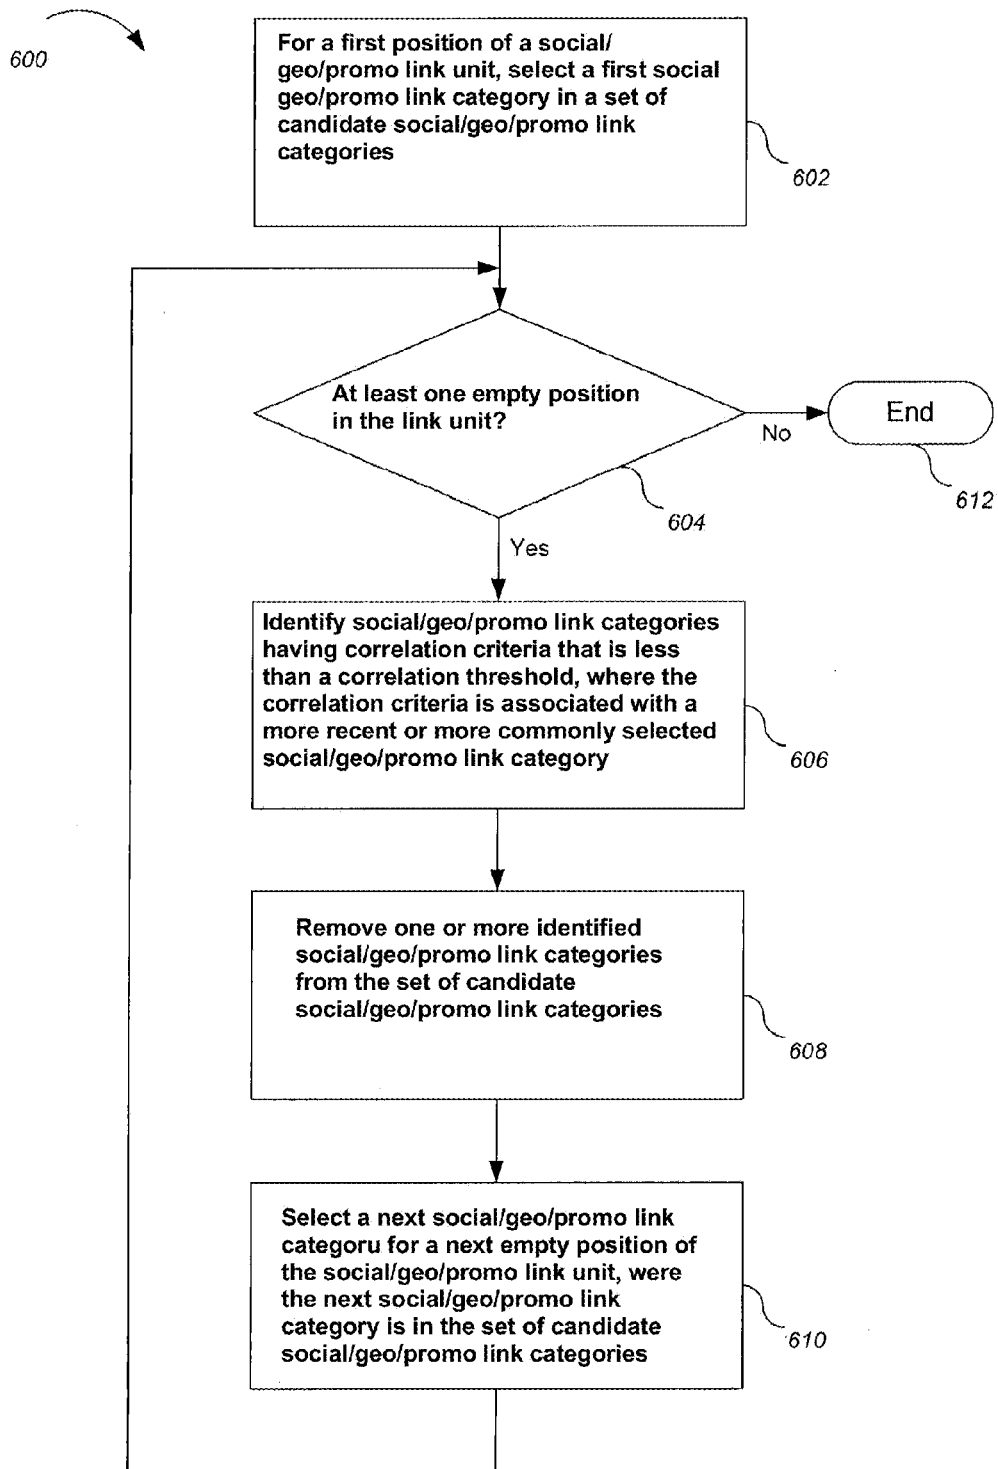 600
For a first position of a social/
geo/promo link unit, select a first social
geo/promo link category in a set of
candidate social/geo/promo link
categories
602
At least one empty position
in the link unit?
No
End
612
604
Yes
Identify social/geo/promo link categories
having correlation criteria that is less
than a correlation threshold, where the
correlation criteria is associated with a
more recent or more commonly selected
social/geo/promo link category
606
Remove one or more identified
social/geo/promo link categories
from the set of candidate
social/geo/promo link categories
608
Select a next social/geo/promo link
categoru for a next empty position of
the social/geo/promo link unit, were
the next social/geo/promo link
category is in the set of candidate
social/geo/promo link categories
610